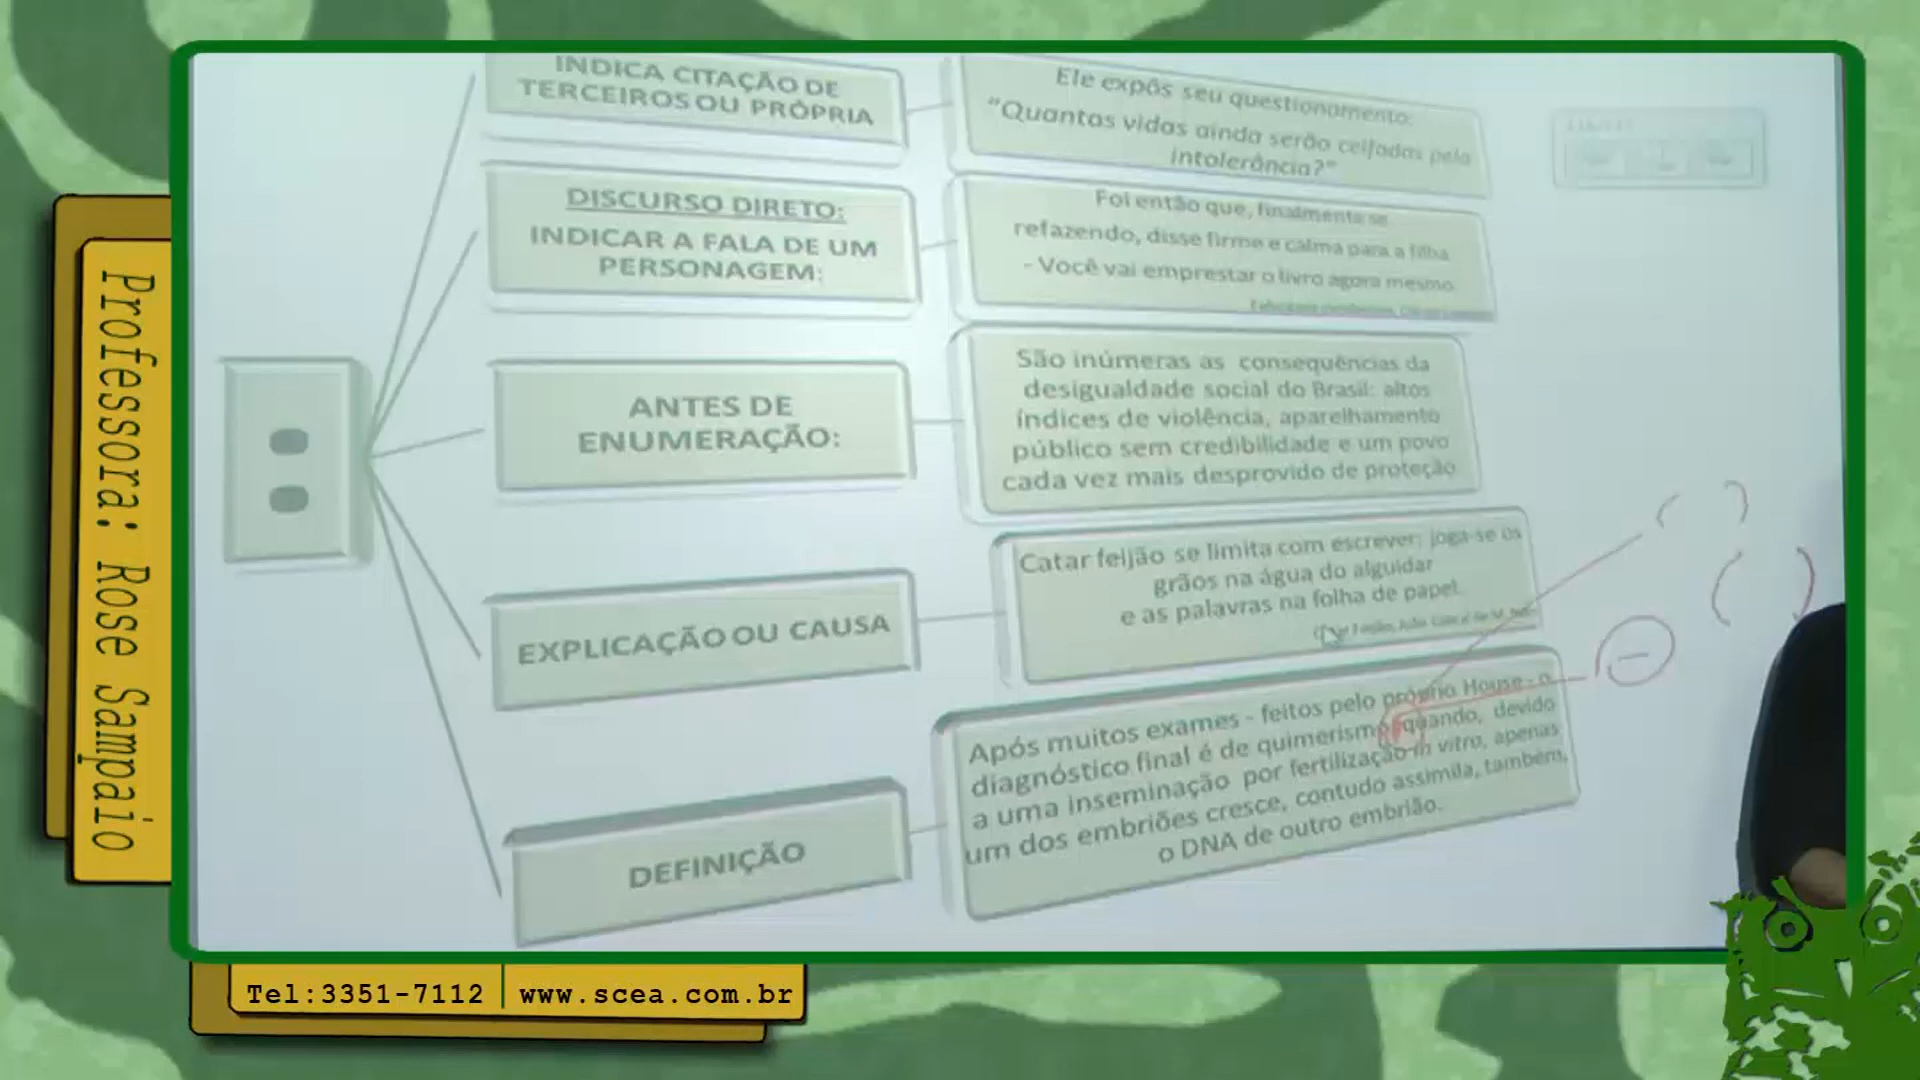 INDICA CITAÇÃO DE
TERCEIROS OU PRÓPRIA
Ele expôs seu questionamento:
"Quantas vidas ainda serão ceifadas pela
intolerância?"
DISCURSO DIRETO:
INDICAR A FALA DE UM
PERSONAGEM:
Foi então que, finalmente se
refazendo, disse firme e calma para a filha
- Você vai emprestar o livro agora mesmo.
:
ANTES DE
ENUMERAÇÃO:
São inúmeras as consequências da
desigualdade social do Brasil: altos
índices de violência, aparelhamento
público sem credibilidade e um povo
cada vez mais desprovido de proteção
EXPLICAÇÃO OU CAUSA
Catar feijão se limita com escrever: joga-se os
grãos na água do alguidar
e as palavras na folha de papel.
( )
( )
-
DEFINIÇÃO
Após muitos exames - feitos pelo próprio House - o
diagnóstico final é de quimerismo: quando, devido
a uma inseminação por fertilização in vitro, apenas
um dos embriões cresce, contudo assimila, também,
o DNA de outro embrião.
Professora: Rose Sampaio
Tel:3351-7112
www.scea.com.br